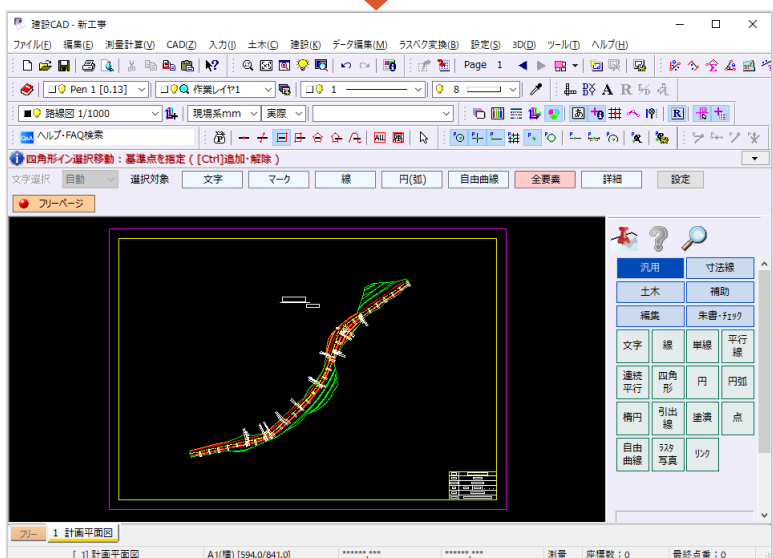 建設CAD - 新工事
ファイル(F) 編集(E) 測量計算(V) CAD(Z) 入力(I) 土木(C) 建設(K) データ編集(M) ラスベク変換(B) 設定(S) 3D(D) ツール(T) ヘルプ(H)
Page 1
Pen 1 [0.13] 作業レイヤ1 1 8 A R
路線図 1/1000 現場系mm 実際 R
Q&A ヘルプ・FAQ検索
四角形イン選択移動：基準点を指定 ( [Ctrl]追加・解除 )
文字選択 自動 選択対象 文字 マーク 線 円(弧) 自由曲線 全要素 詳細 設定
フリーページ
汎用 寸法線
土木 補助
編集 朱書・チェック
文字 線 単線 平行線
連続平行 四角形 円 円弧
楕円 引出線 塗潰 点
自由曲線 ラスタ写真 リンク
フリー 1 計画平面図
[ 1] 計画平面図 A1(横) [594.0/841.0] ******.*** ******.*** 測量 座標数：0 最終点番：0